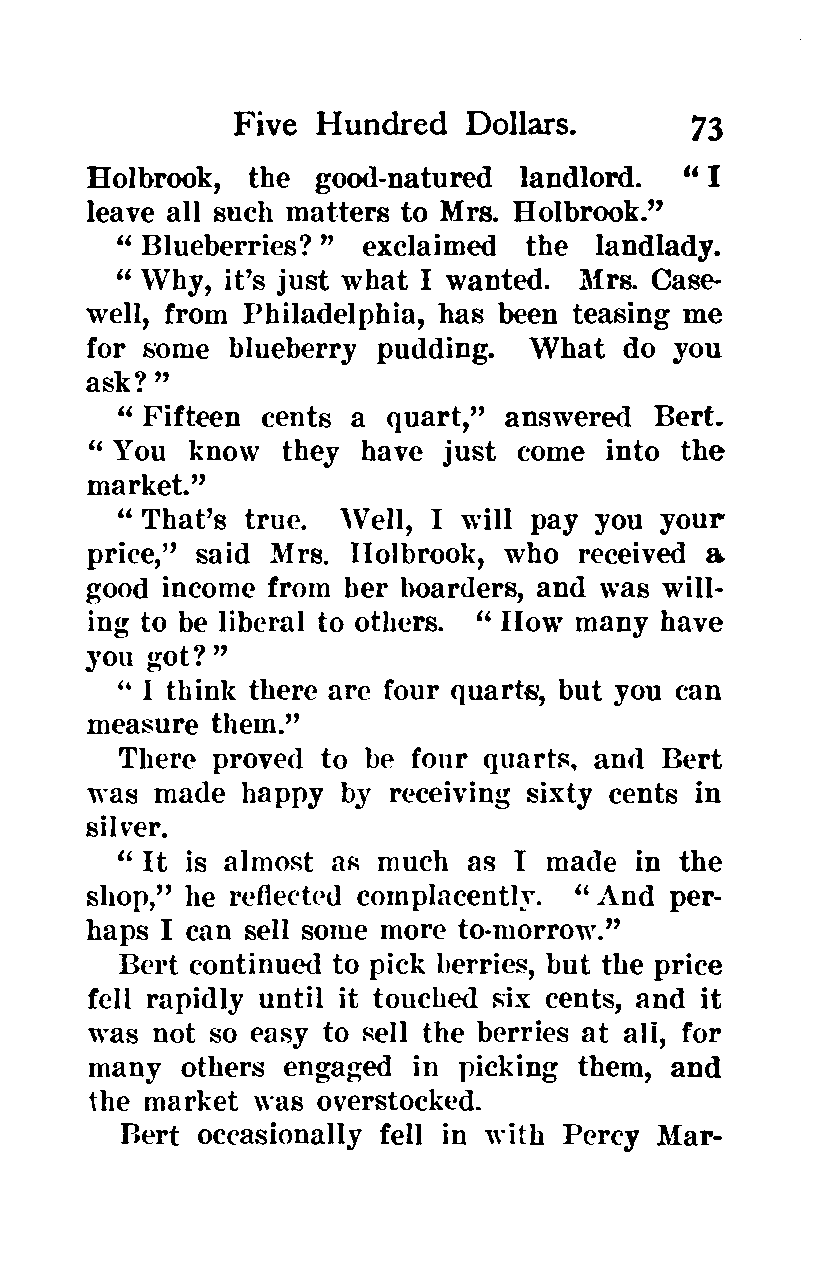 Five Hundred Dollars. 73
Holbrook, the good-natured landlord. “ I
leave all such matters to Mrs. Holbrook.”
“ Blueberries? ” exclaimed the landlady.
“ Why, it’s just what I wanted. Mrs. Case-
well, from Philadelphia, has been teasing me
for some blueberry pudding. What do you
ask? ”
“ Fifteen cents a quart,” answered Bert.
“ You know they have just come into the
market.”
“ That’s true. Well, I will pay you your
price,” said Mrs. Holbrook, who received a
good income from her boarders, and was will-
ing to be liberal to others. “ How many have
you got? ”
“ I think there are four quarts, but you can
measure them.”
There proved to be four quarts, and Bert
was made happy by receiving sixty cents in
silver.
“ It is almost as much as I made in the
shop,” he reflected complacently. “ And per-
haps I can sell some more to-morrow.”
Bert continued to pick berries, but the price
fell rapidly until it touched six cents, and it
was not so easy to sell the berries at all, for
many others engaged in picking them, and
the market was overstocked.
Bert occasionally fell in with Percy Mar-